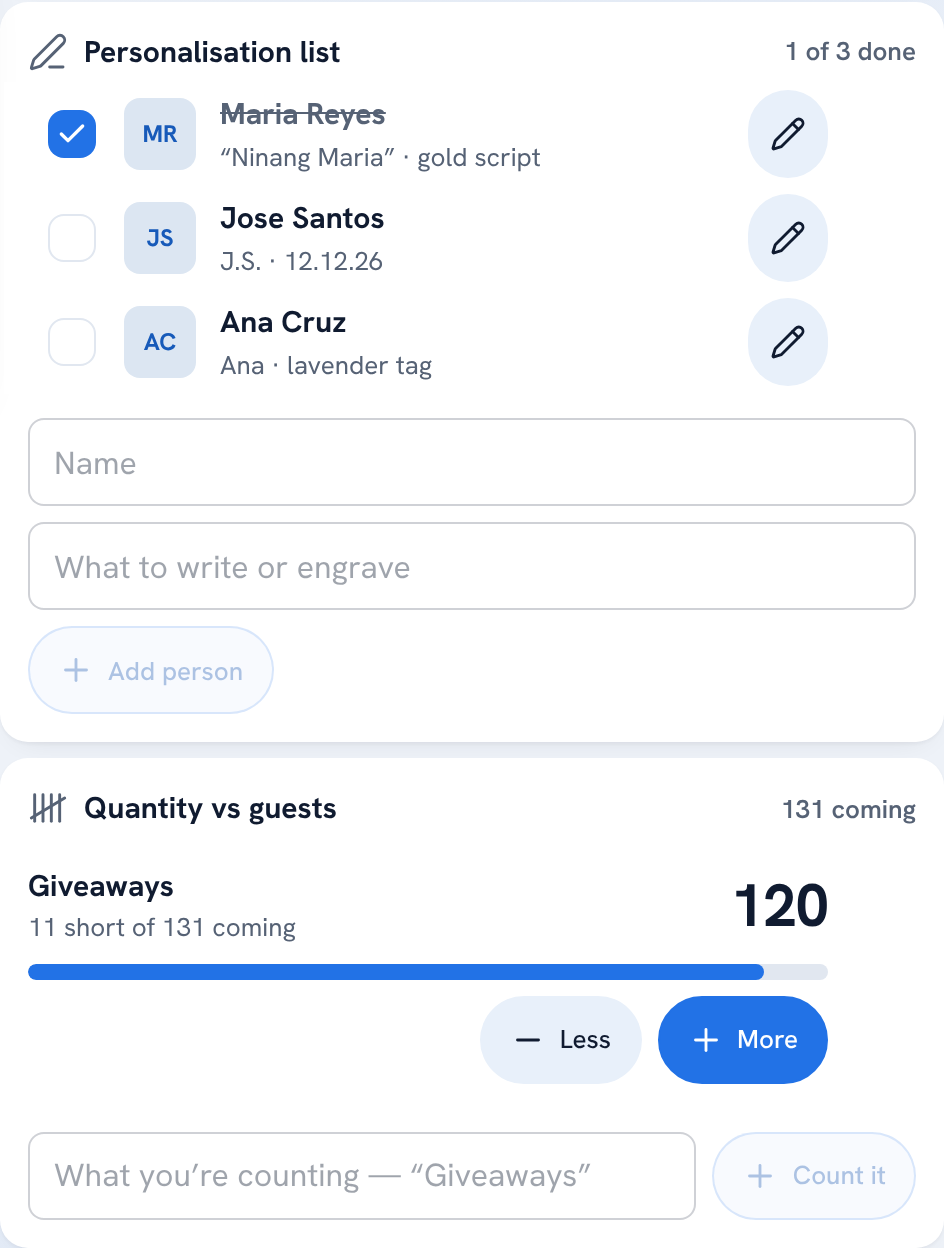 Personalisation list
1 of 3 done
MR
Maria Reyes
“Ninang Maria” · gold script
JS
Jose Santos
J.S. · 12.12.26
AC
Ana Cruz
Ana · lavender tag
Name
What to write or engrave
Add person
Quantity vs guests
131 coming
Giveaways
120
11 short of 131 coming
Less
More
What you’re counting — “Giveaways”
Count it